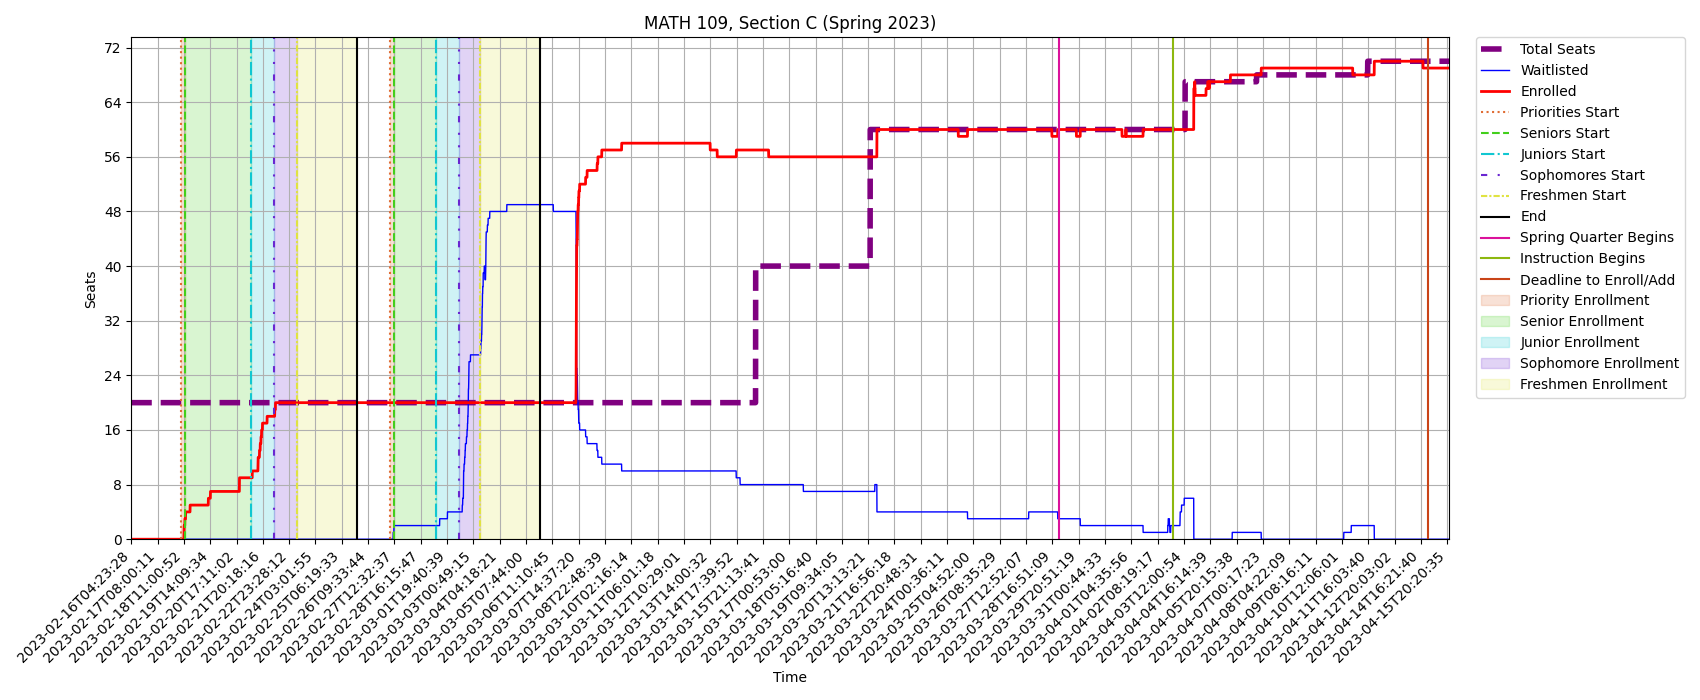 MATH 109, Section C (Spring 2023)
Seats
72
64
56
48
40
32
24
16
8
0
2023-02-16T04:23:28
2023-02-17T08:00:11
2023-02-18T11:00:52
2023-02-19T14:09:34
2023-02-20T17:11:02
2023-02-21T20:18:16
2023-02-22T23:28:12
2023-02-24T03:01:55
2023-02-25T06:19:33
2023-02-26T09:33:44
2023-02-27T12:32:37
2023-02-28T16:15:47
2023-03-01T19:40:39
2023-03-03T00:49:15
2023-03-04T04:18:21
2023-03-05T07:44:00
2023-03-06T11:10:45
2023-03-07T14:37:20
2023-03-08T22:48:39
2023-03-10T02:16:14
2023-03-11T06:01:18
2023-03-12T10:29:01
2023-03-13T14:00:32
2023-03-14T17:39:52
2023-03-15T21:13:41
2023-03-17T00:53:00
2023-03-18T05:16:40
2023-03-19T09:34:05
2023-03-20T13:13:21
2023-03-21T16:56:18
2023-03-22T20:48:31
2023-03-24T00:36:11
2023-03-25T04:52:00
2023-03-26T08:35:29
2023-03-27T12:52:07
2023-03-28T16:51:09
2023-03-29T20:51:19
2023-03-31T00:44:33
2023-04-01T04:35:56
2023-04-02T08:19:17
2023-04-03T12:00:54
2023-04-04T16:14:39
2023-04-05T20:15:38
2023-04-07T00:17:23
2023-04-08T04:22:09
2023-04-09T08:16:11
2023-04-10T12:06:01
2023-04-11T16:03:40
2023-04-12T20:03:02
2023-04-14T16:21:40
2023-04-15T20:20:35
Time
Total Seats
Waitlisted
Enrolled
Priorities Start
Seniors Start
Juniors Start
Sophomores Start
Freshmen Start
End
Spring Quarter Begins
Instruction Begins
Deadline to Enroll/Add
Priority Enrollment
Senior Enrollment
Junior Enrollment
Sophomore Enrollment
Freshmen Enrollment